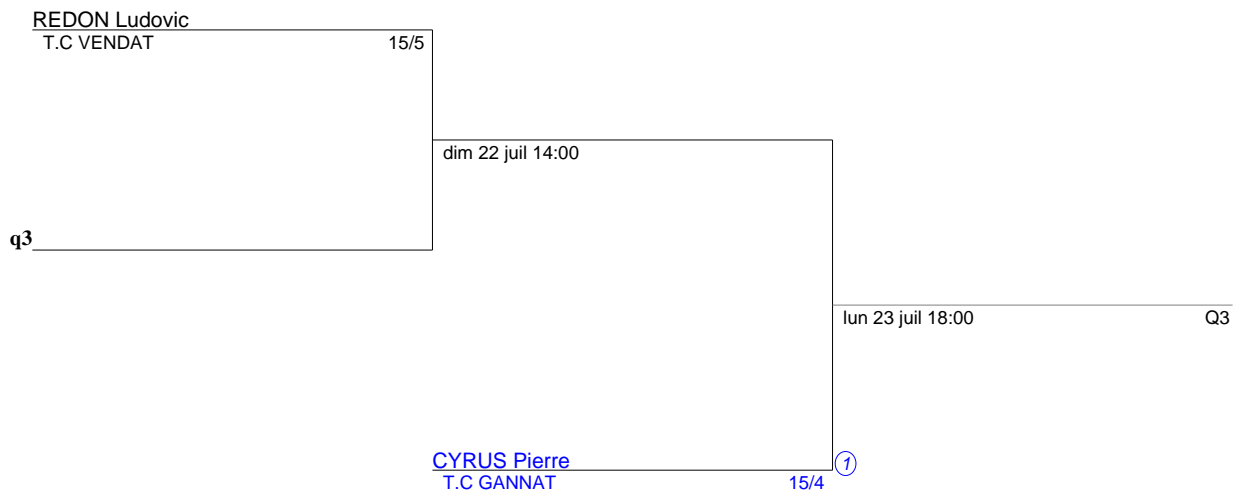 REDON Ludovic
T.C VENDAT 15/5
dim 22 juil 14:00
q3
lun 23 juil 18:00 Q3
CYRUS Pierre 1
T.C GANNAT 15/4